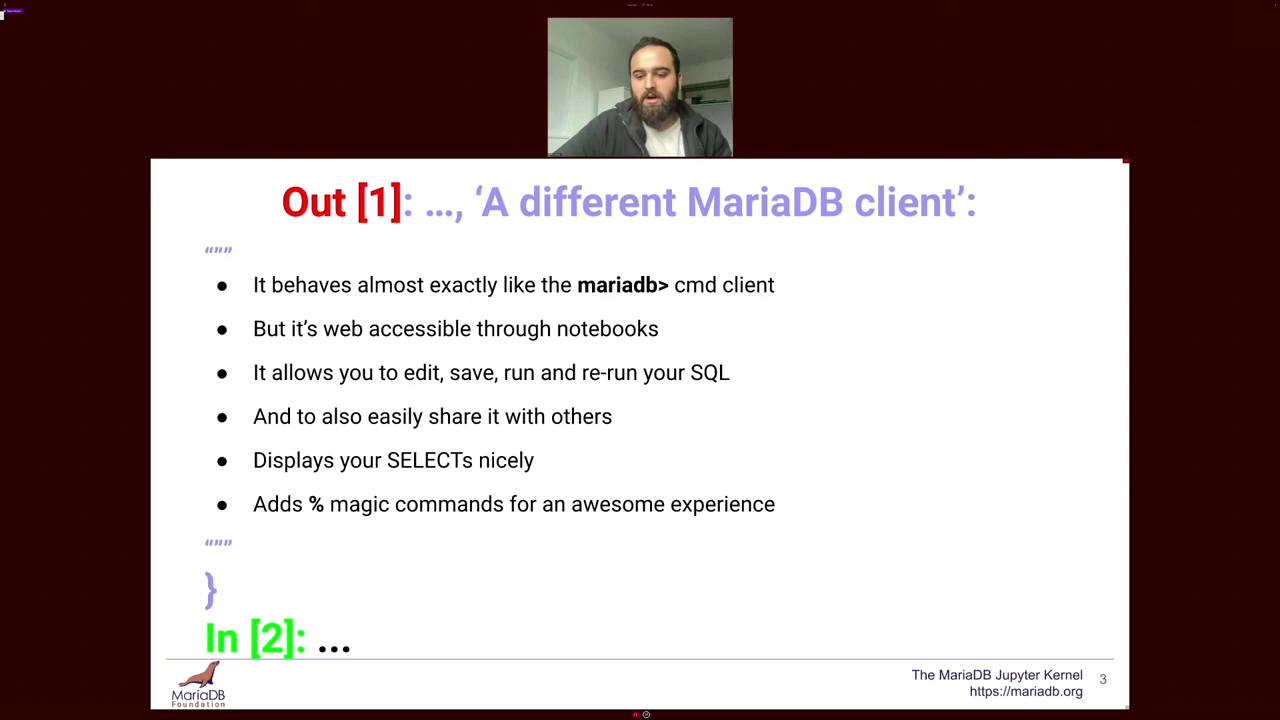 Out [1]: …, ‘A different MariaDB client’:
“””
● It behaves almost exactly like the mariadb> cmd client
● But it’s web accessible through notebooks
● It allows you to edit, save, run and re-run your SQL
● And to also easily share it with others
● Displays your SELECTs nicely
● Adds % magic commands for an awesome experience
“””
}
In [2]: ...
MariaDB
Foundation
The MariaDB Jupyter Kernel
https://mariadb.org
3